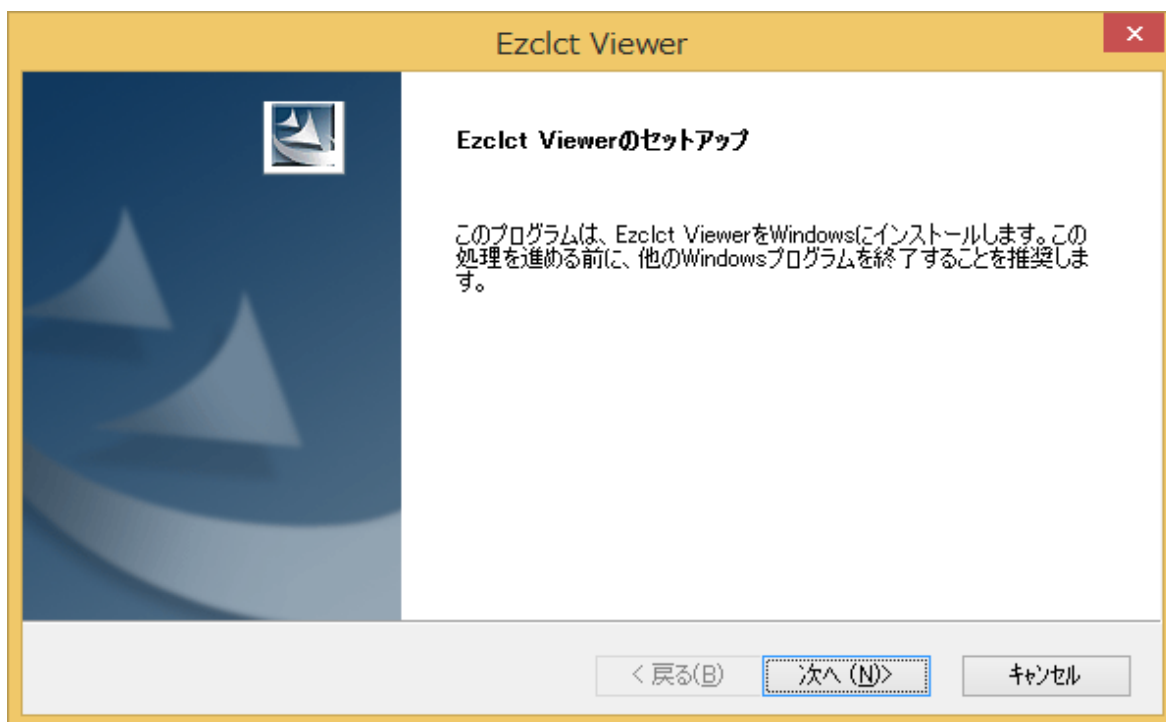 Ezclct Viewer
Ezclct Viewerのセットアップ
このプログラムは、Ezclct ViewerをWindowsにインストールします。この
処理を進める前に、他のWindowsプログラムを終了することを推奨しま
す。
< 戻る(B)
次へ (N)>
キャンセル